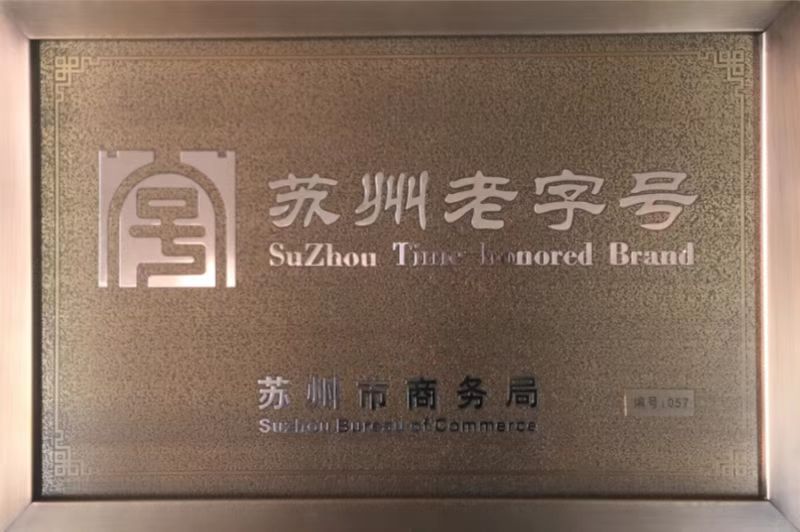 苏州老字号
SuZhou Time-honored Brand
苏州市商务局
Suzhou Bureau of Commerce
编号:057